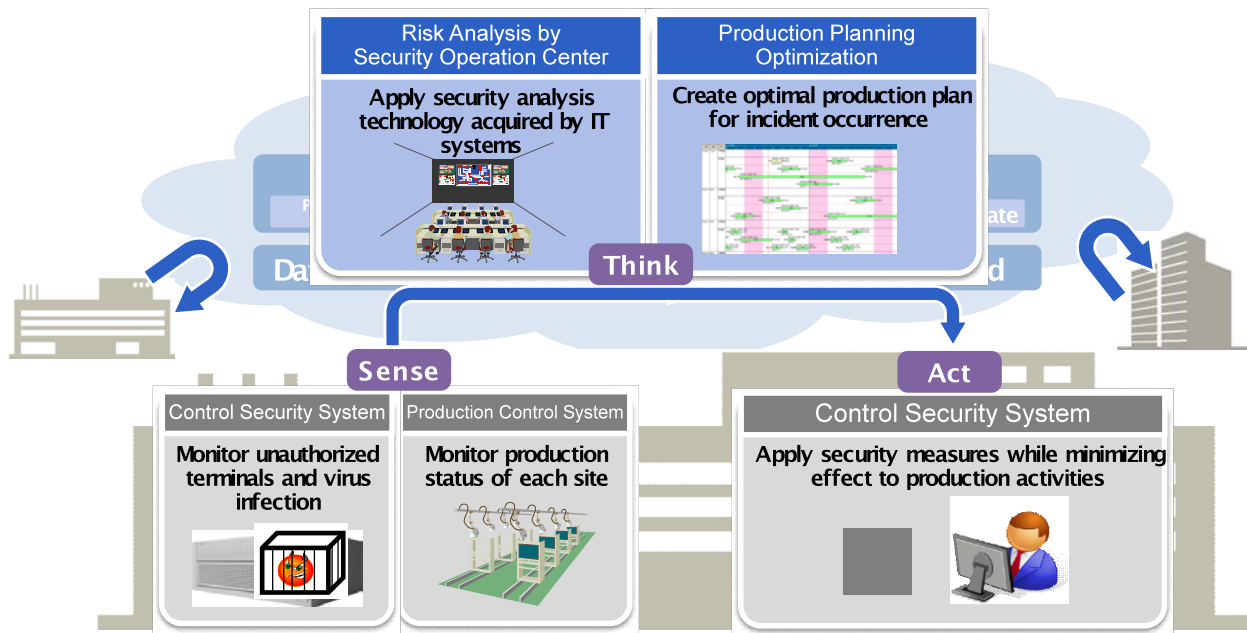 Risk Analysis by
Security Operation Center
Production Planning
Optimization
Apply security analysis
technology acquired by IT
systems
Create optimal production plan
for incident occurrence
Think
Sense
Act
Control Security System
Production Control System
Control Security System
Monitor unauthorized
terminals and virus
infection
Monitor production
status of each site
Apply security measures while minimizing
effect to production activities